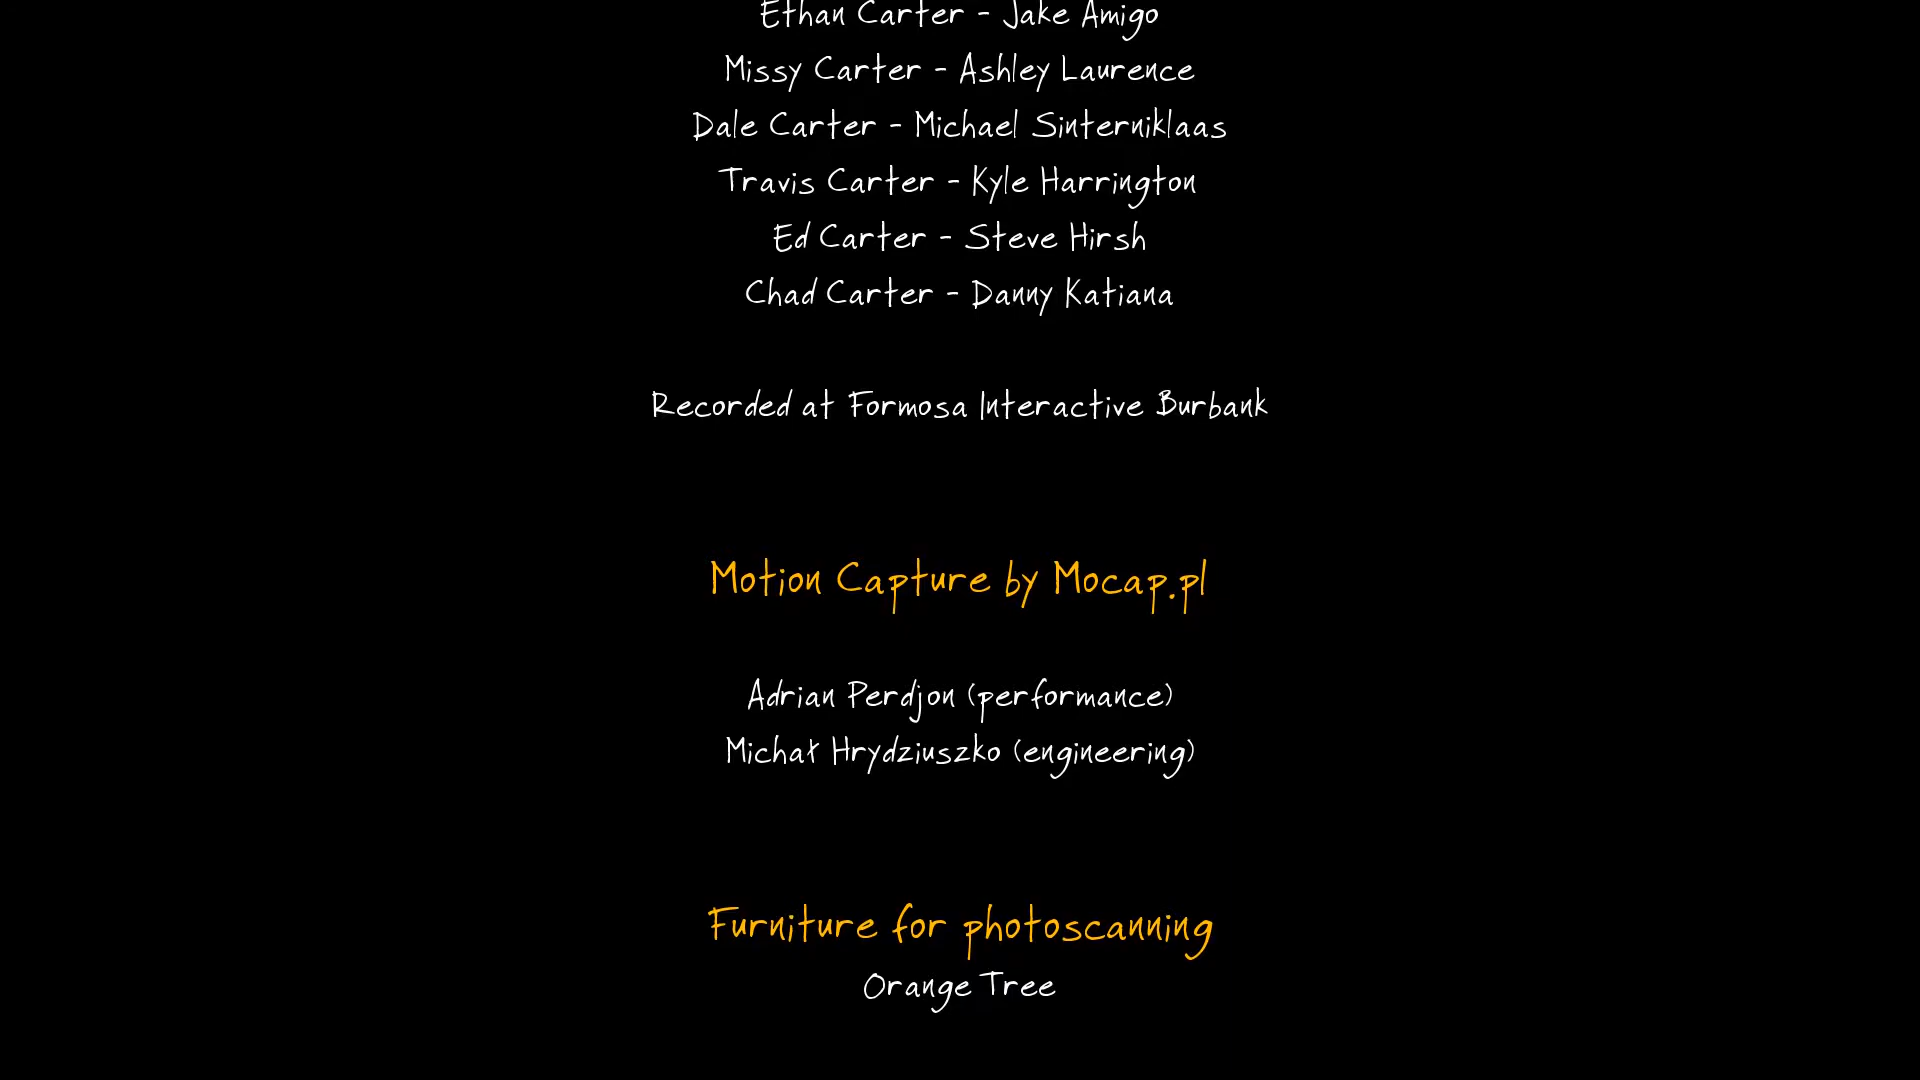 Ethan Carter - Jake Amigo
Missy Carter - Ashley Laurence
Dale Carter - Michael Sinterniklaas
Travis Carter - Kyle Harrington
Ed Carter - Steve Hirsh
Chad Carter - Danny Katiana
Recorded at Formosa Interactive Burbank
Motion Capture by Mocap.pl
Adrian Perdjon (performance)
Michał Hrydziuszko (engineering)
Furniture for photoscanning
Orange Tree